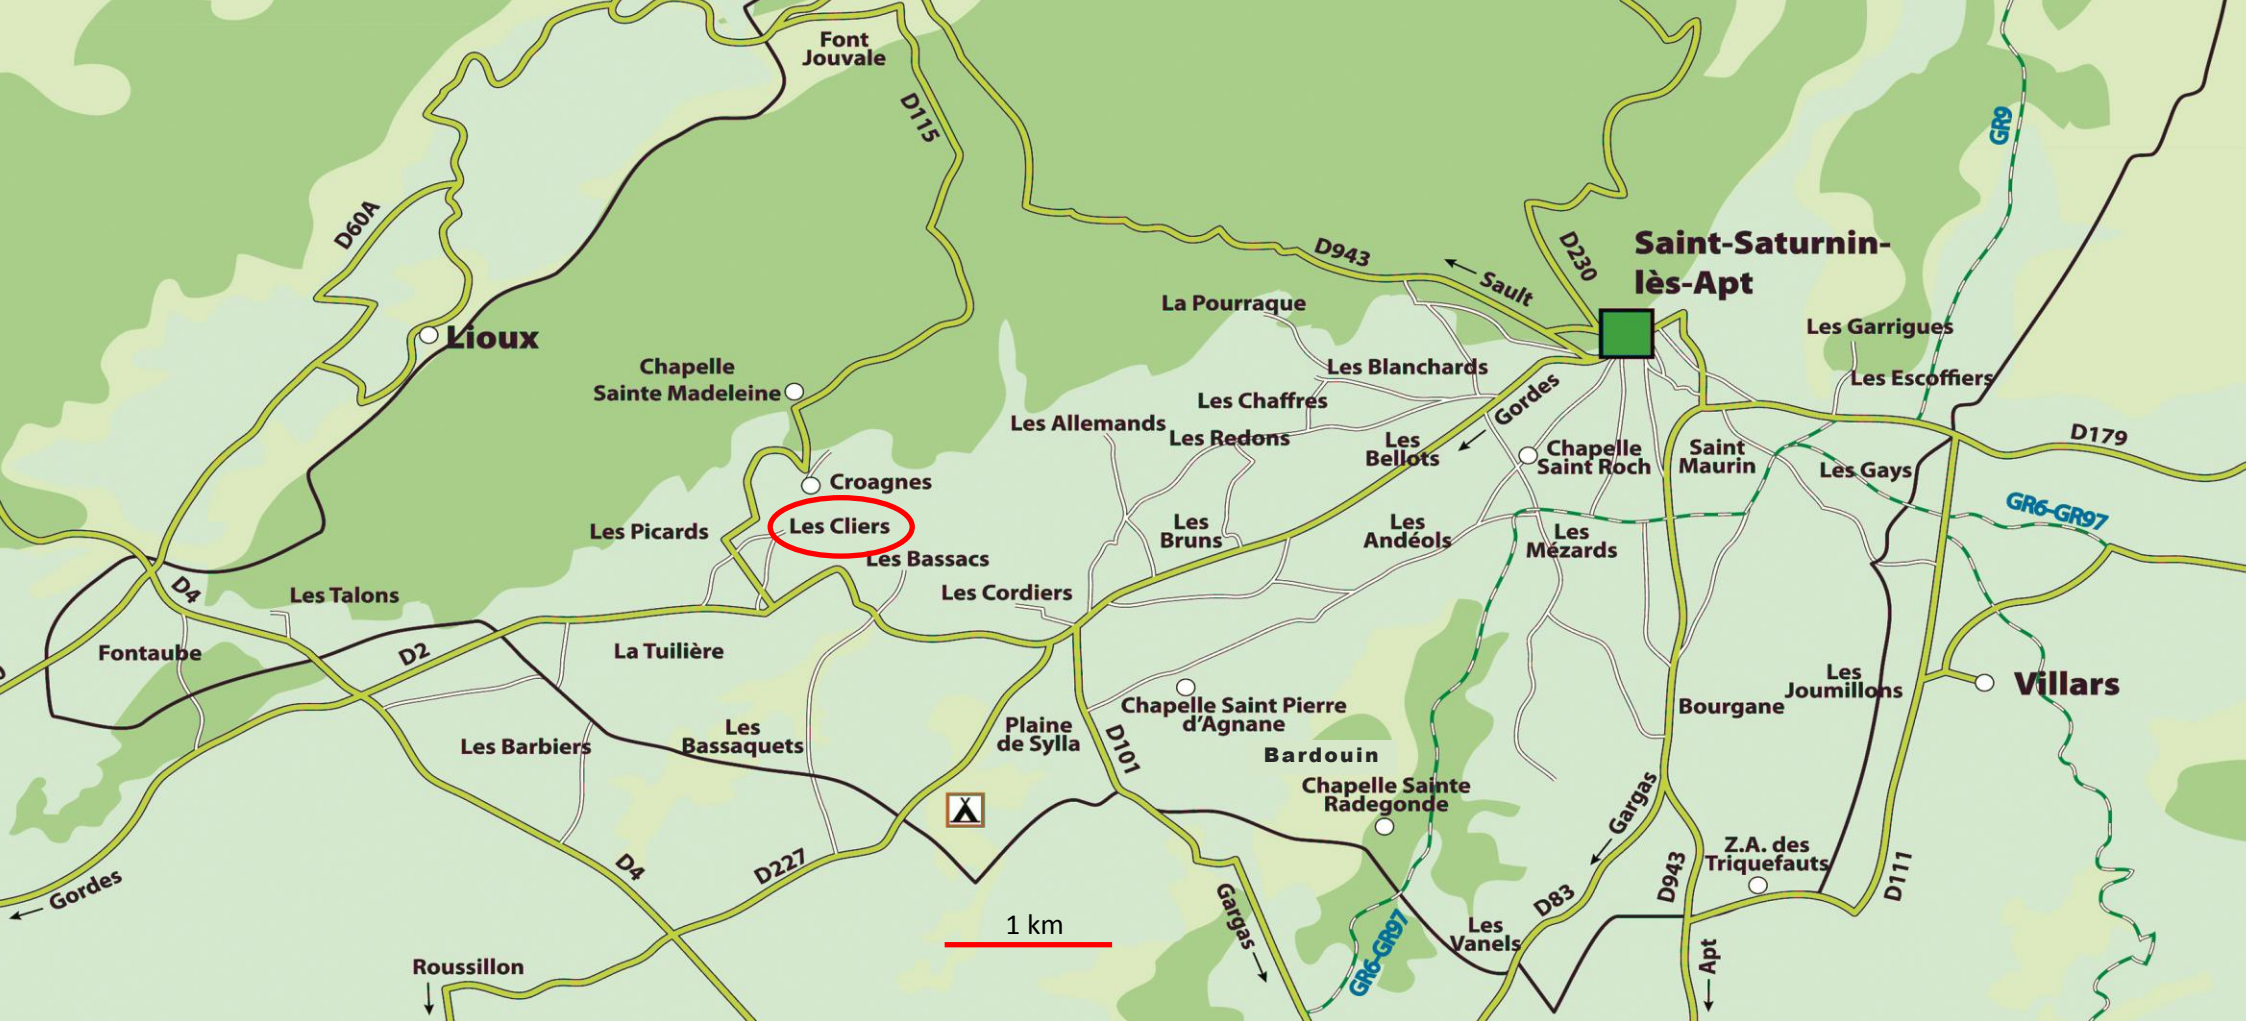 Font
Jouvale
D115
GR9
D60A
Saint-Saturnin-
lès-Apt
D943
Sault
D230
La Pourraque
Les Garrigues
Lioux
Chapelle
Sainte Madeleine
Les Blanchards
Les Escoffiers
Gordes
Les Chaffres
Les Allemands
Les Redons
Les
Bellots
Chapelle
Saint Roch
Saint
Maurin
D179
Les Gays
Croagnes
GR6-GR97
Les Cliers
Les Picards
Les
Bruns
Les
Andéols
Les
Mézards
Les Bassacs
D4
Les Talons
Les Cordiers
Fontaube
D2
La Tuilière
Les
Joumillons
Villars
Chapelle Saint Pierre
d'Agnane
Bourgane
Plaine
de Sylla
D101
Les
Bassaquets
Les Barbiers
Bardouin
Chapelle Sainte
Radegonde
Gargas
Z.A. des
Triquefauts
D4
D227
D943
D111
Gordes
D83
1 km
Gargas
Les
Vanels
GR6-GR97
Apt
Roussillon